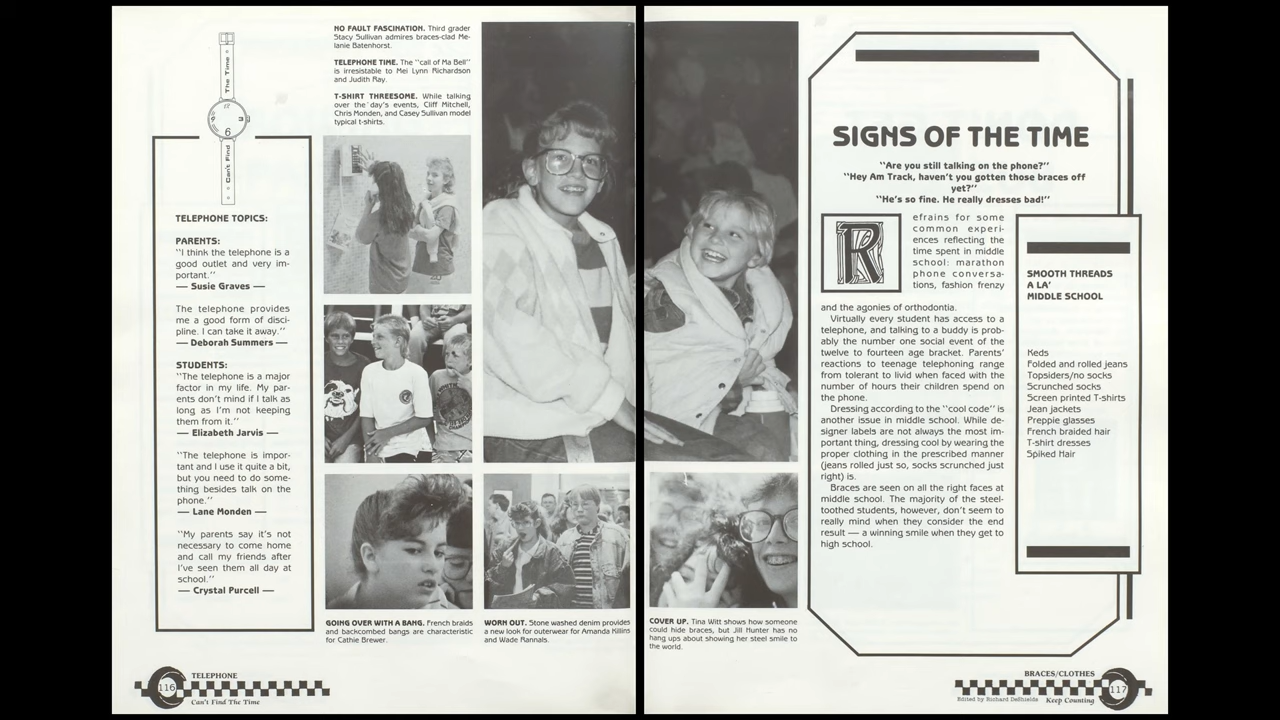 The Time
12
9
3
6
Can't Find
TELEPHONE TOPICS:
PARENTS:
"I think the telephone is a
good outlet and very im-
portant."
— Susie Graves —
The telephone provides
me a good form of disci-
pline. I can take it away."
— Deborah Summers —
STUDENTS:
"The telephone is a major
factor in my life. My par-
ents don't mind if I talk as
long as I'm not keeping
them from it."
— Elizabeth Jarvis —
"The telephone is impor-
tant and I use it quite a bit,
but you need to do some-
thing besides talk on the
phone."
— Lane Monden —
"My parents say it's not
necessary to come home
and call my friends after
I've seen them all day at
school."
— Crystal Purcell —
NO FAULT FASCINATION. Third grader
Stacy Sullivan admires braces-clad Me-
lanie Batenhorst.
TELEPHONE TIME. The "call of Ma Bell"
is irresistable to Mei Lynn Richardson
and Judith Ray.
T-SHIRT THREESOME. While talking
over the day's events, Cliff Mitchell,
Chris Monden, and Casey Sullivan model
typical t-shirts.
GOING OVER WITH A BANG. French braids
and backcombed bangs are characteristic
for Cathie Brewer.
WORN OUT. Stone washed denim provides
a new look for outerwear for Amanda Killins
and Wade Rannals.
COVER UP. Tina Witt shows how someone
could hide braces, but Jill Hunter has no
hang ups about showing her steel smile to
the world.
116
TELEPHONE
Can't Find The Time
SIGNS OF THE TIME
"Are you still talking on the phone?"
"Hey Am Track, haven't you gotten those braces off
yet?"
"He's so fine. He really dresses bad!"
R
efrains for some
common experi-
ences reflecting the
time spent in middle
school: marathon
phone conversa-
tions, fashion frenzy
and the agonies of orthodontia.
Virtually every student has access to a
telephone, and talking to a buddy is prob-
ably the number one social event of the
twelve to fourteen age bracket. Parents'
reactions to teenage telephoning range
from tolerant to livid when faced with the
number of hours their children spend on
the phone.
Dressing according to the "cool code" is
another issue in middle school. While de-
signer labels are not always the most im-
portant thing, dressing cool by wearing the
proper clothing in the prescribed manner
(jeans rolled just so, socks scrunched just
right) is.
Braces are seen on all the right faces at
middle school. The majority of the steel-
toothed students, however, don't seem to
really mind when they consider the end
result — a winning smile when they get to
high school.
SMOOTH THREADS
A LA'
MIDDLE SCHOOL
Keds
Folded and rolled jeans
Topsiders/no socks
Scrunched socks
Screen printed T-shirts
Jean jackets
Preppie glasses
French braided hair
T-shirt dresses
Spiked Hair
BRACES/CLOTHES
117
Edited by Richard DeShields
Keep Counting